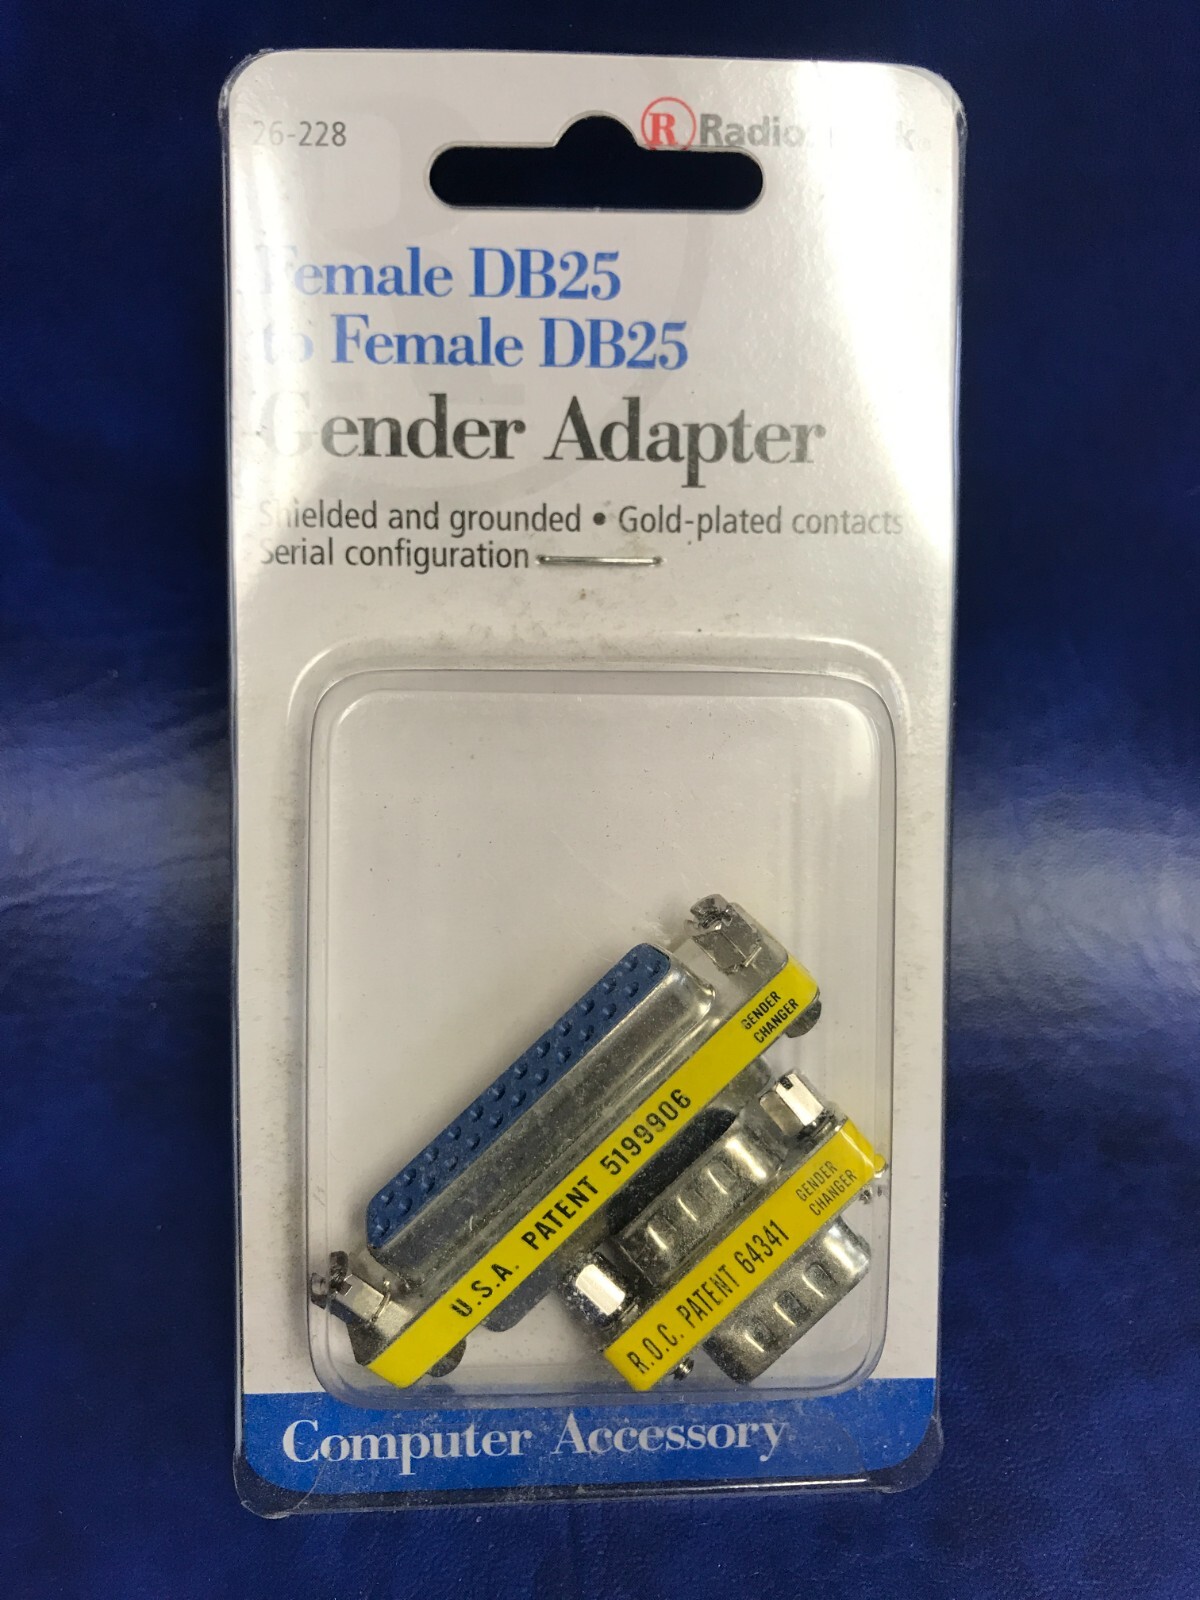 26-228
R Radio
Female DB25
to Female DB25
Gender Adapter
Shielded and grounded • Gold-plated contacts
Serial configuration
GENDER
CHANGER
U.S.A. PATENT 5199906
GENDER
CHANGER
R.O.C. PATENT 64341
Computer Accessory